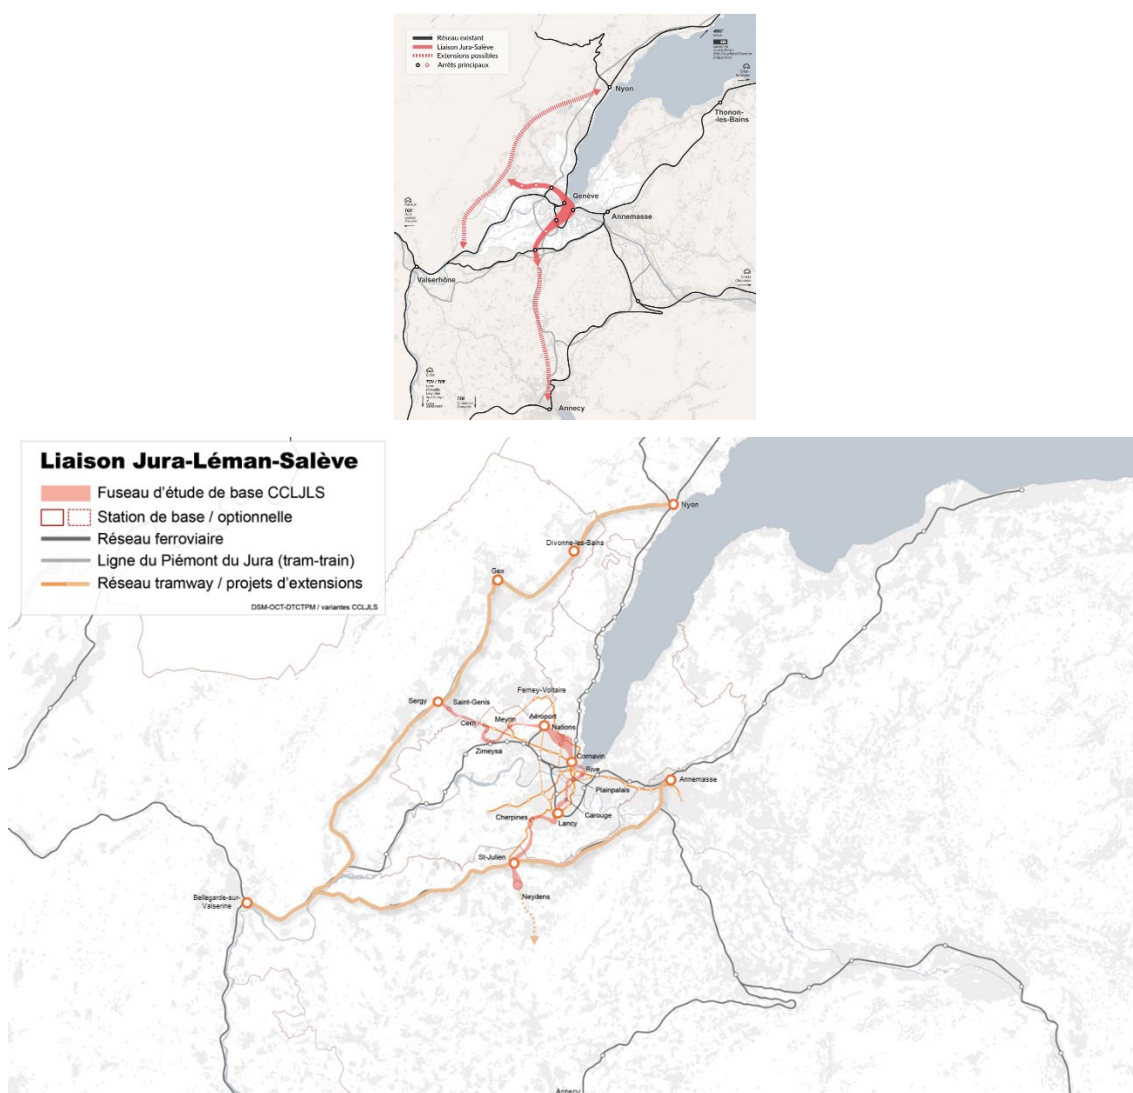 Réseau existant
Liaison Jura-Salève
Extensions possibles
Arrêts principaux
Nyon
Thonon-
-les-Bains
Genève
Annemasse
Valserhône
Annecy
Liaison Jura-Léman-Salève
Fuseau d'étude de base CCLJLS
Station de base / optionnelle
Réseau ferroviaire
Ligne du Piémont du Jura (tram-train)
Réseau tramway / projets d'extensions
DSM-OCT-DTCTPM / variantes CCLJLS
Nyon
Divonne-les-Bains
Gex
Ferney-Voltaire
Sergy
Saint-Genis
Cern
Meyrin
Aéroport
Nations
Zimeysa
Cornavin
Rive
Annemasse
Plainpalais
Cherpines
Lancy
Carouge
St-Julien
Neydens
Bellegarde-sur-
Valserine
Annecy